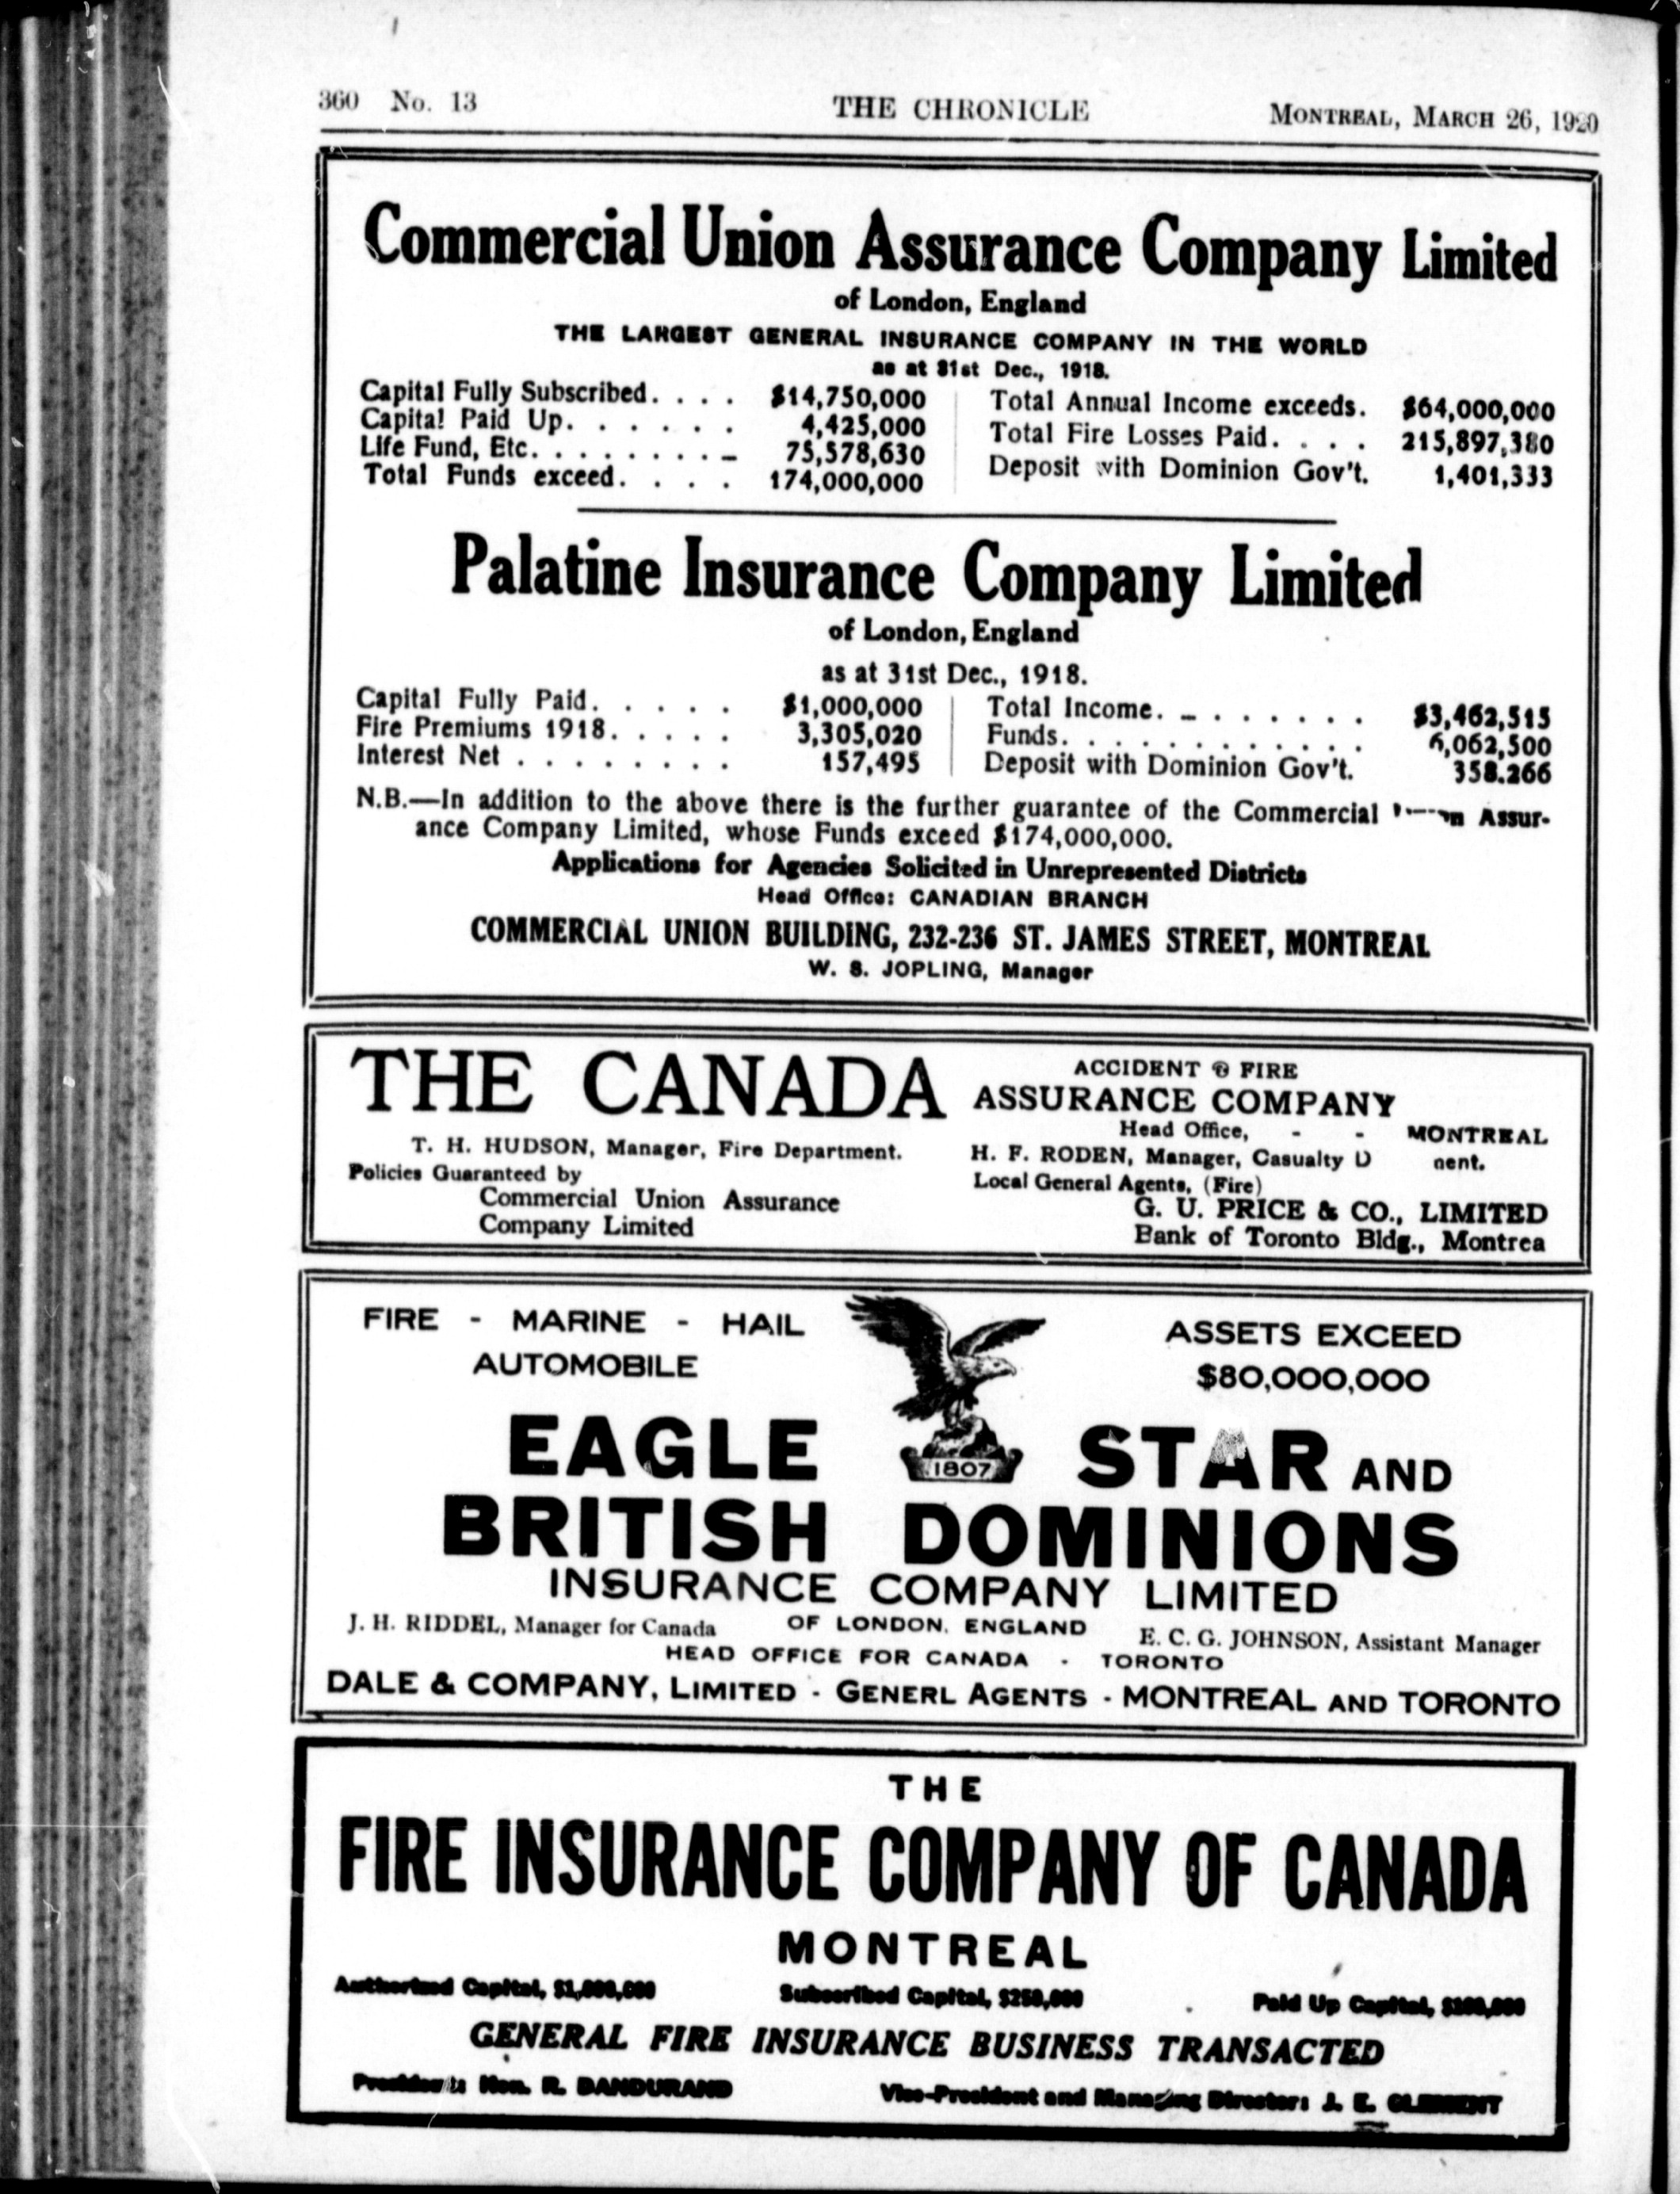 360 No. 13 THE CHRONICLE MONTREAL, MARCH 26, 1920
Commercial Union Assurance Company Limited
of London, England
THE LARGEST GENERAL INSURANCE COMPANY IN THE WORLD
as at 31st Dec., 1918.
Capital Fully Subscribed. . . . $14,750,000
Capital Paid Up. . . . . . . 4,425,000
Life Fund, Etc. . . . . . . . . 75,578,630
Total Funds exceed. . . . 174,000,000
Total Annual Income exceeds. $64,000,000
Total Fire Losses Paid. . . . 215,897,380
Deposit with Dominion Gov't. 1,401,333
Palatine Insurance Company Limited
of London, England
as at 31st Dec., 1918.
Capital Fully Paid. . . . . . $1,000,000
Fire Premiums 1918. . . . . 3,305,020
Interest Net . . . . . . . . 157,495
Total Income. . . . . . . . $3,462,515
Funds. . . . . . . . . . . . 6,062,500
Deposit with Dominion Gov't. 358.266
N.B.—In addition to the above there is the further guarantee of the Commercial Assur-
ance Company Limited, whose Funds exceed $174,000,000.
Applications for Agencies Solicited in Unrepresented Districts
Head Office: CANADIAN BRANCH
COMMERCIAL UNION BUILDING, 232-236 ST. JAMES STREET, MONTREAL
W. S. JOPLING, Manager
THE CANADA
ACCIDENT & FIRE
ASSURANCE COMPANY
Head Office, - - MONTREAL
T. H. HUDSON, Manager, Fire Department.
H. F. RODEN, Manager, Casualty
Policies Guaranteed by
Commercial Union Assurance
Company Limited
Local General Agents, (Fire)
G. U. PRICE & CO., LIMITED
Bank of Toronto Bldg., Montrea
FIRE - MARINE - HAIL
AUTOMOBILE
ASSETS EXCEED
$80,000,000
EAGLE STAR AND
1807
BRITISH DOMINIONS
INSURANCE COMPANY LIMITED
J. H. RIDDEL, Manager for Canada OF LONDON, ENGLAND E. C. G. JOHNSON, Assistant Manager
HEAD OFFICE FOR CANADA - TORONTO
DALE & COMPANY, LIMITED - GENERL AGENTS - MONTREAL AND TORONTO
THE
FIRE INSURANCE COMPANY OF CANADA
MONTREAL
Authorized Capital, $1,000,000 Subscribed Capital, $250,000 Paid Up Capital, $100,000
GENERAL FIRE INSURANCE BUSINESS TRANSACTED
President: Hon. R. DANDURAND Vice-President and Managing Director: J. E. CLEMENT